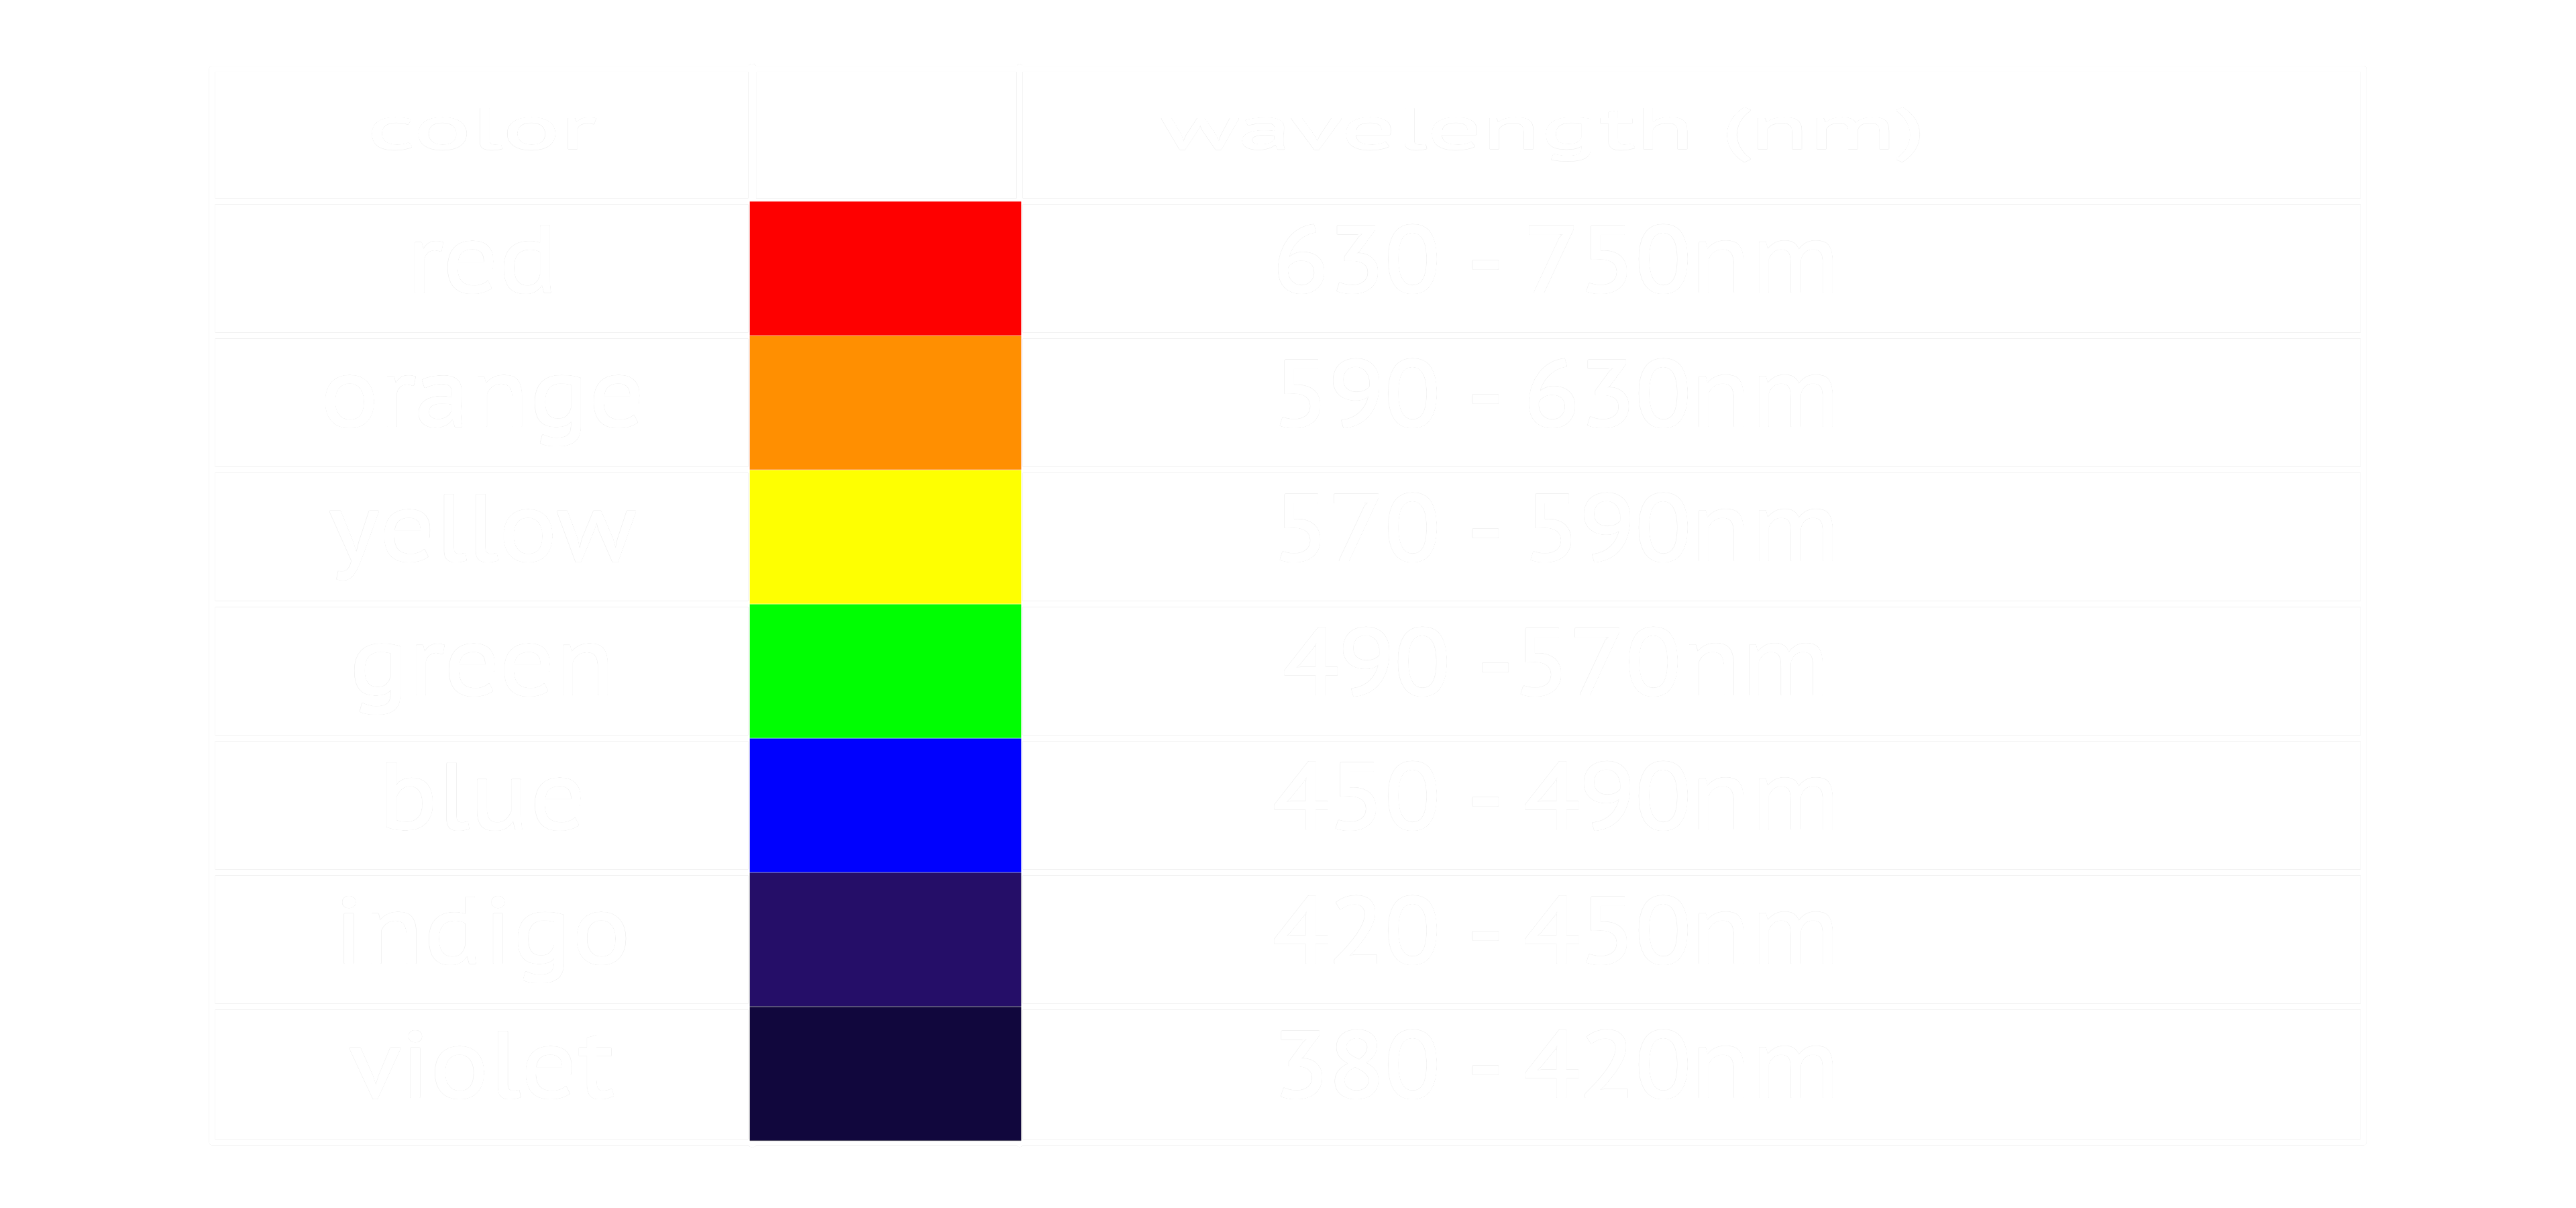 color wavelength (nm)
red 630 - 750nm
orange 590 - 630nm
yellow 570 - 590nm
green 490 -570nm
blue 450 - 490nm
indigo 420 - 450nm
violet 380 - 420nm